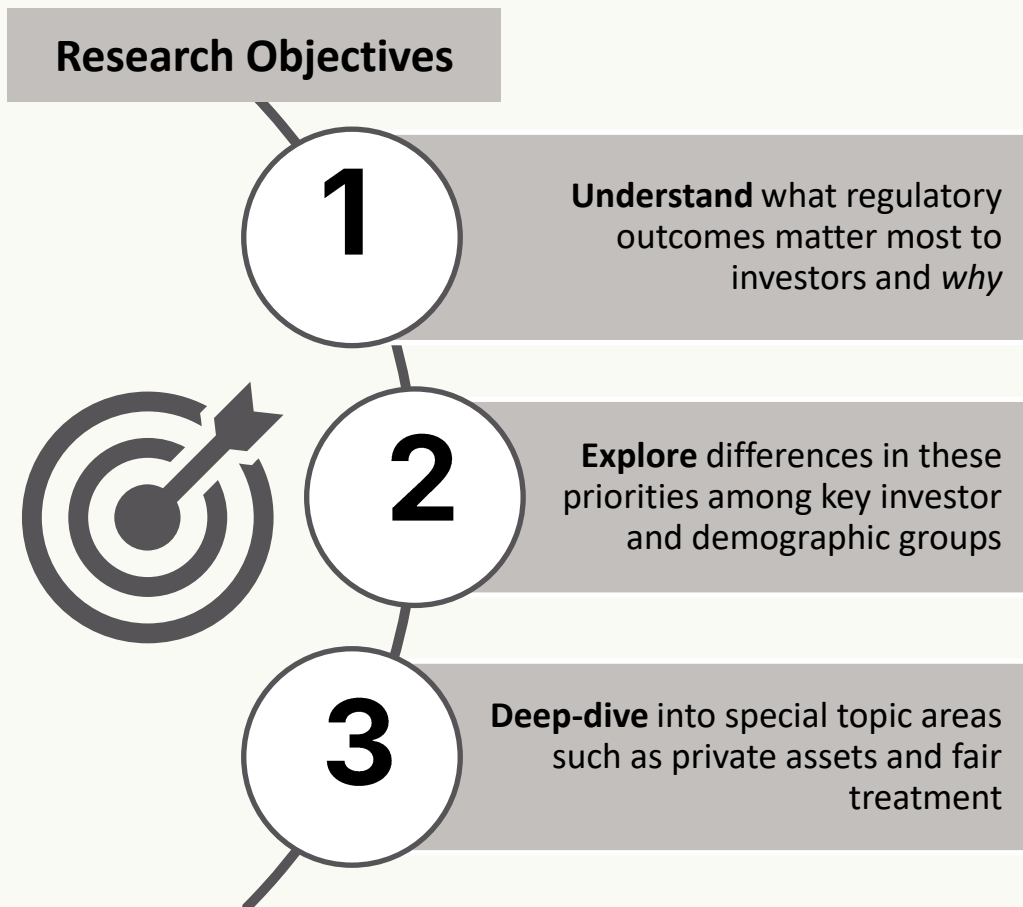 Research Objectives
1
Understand what regulatory
outcomes matter most to
investors and why
2
Explore differences in these
priorities among key investor
and demographic groups
3
Deep-dive into special topic areas
such as private assets and fair
treatment